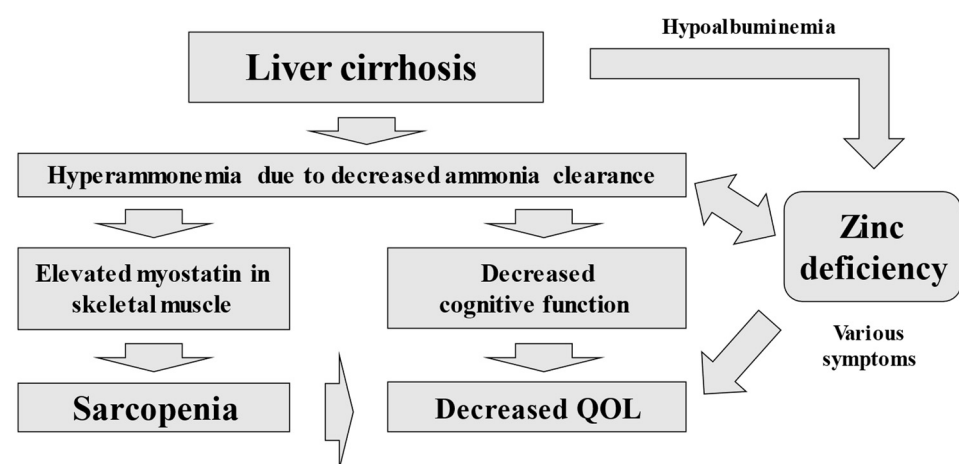 Hypoalbuminemia
Liver cirrhosis
Hyperammonemia due to decreased ammonia clearance
Zinc
deficiency
Elevated myostatin in
skeletal muscle
Decreased
cognitive function
Various
symptoms
Sarcopenia
Decreased QOL